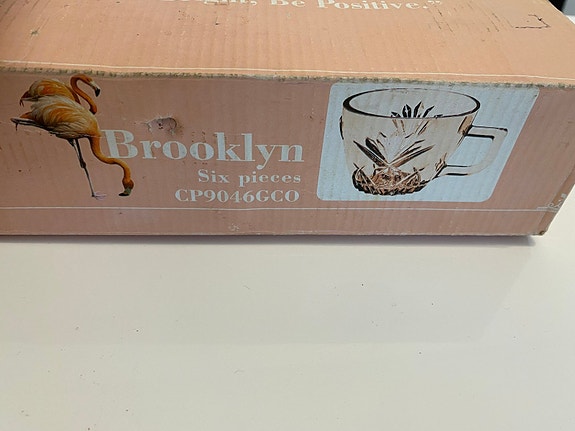 Be Positive."
Brooklyn
Six pieces
CP9046GCO